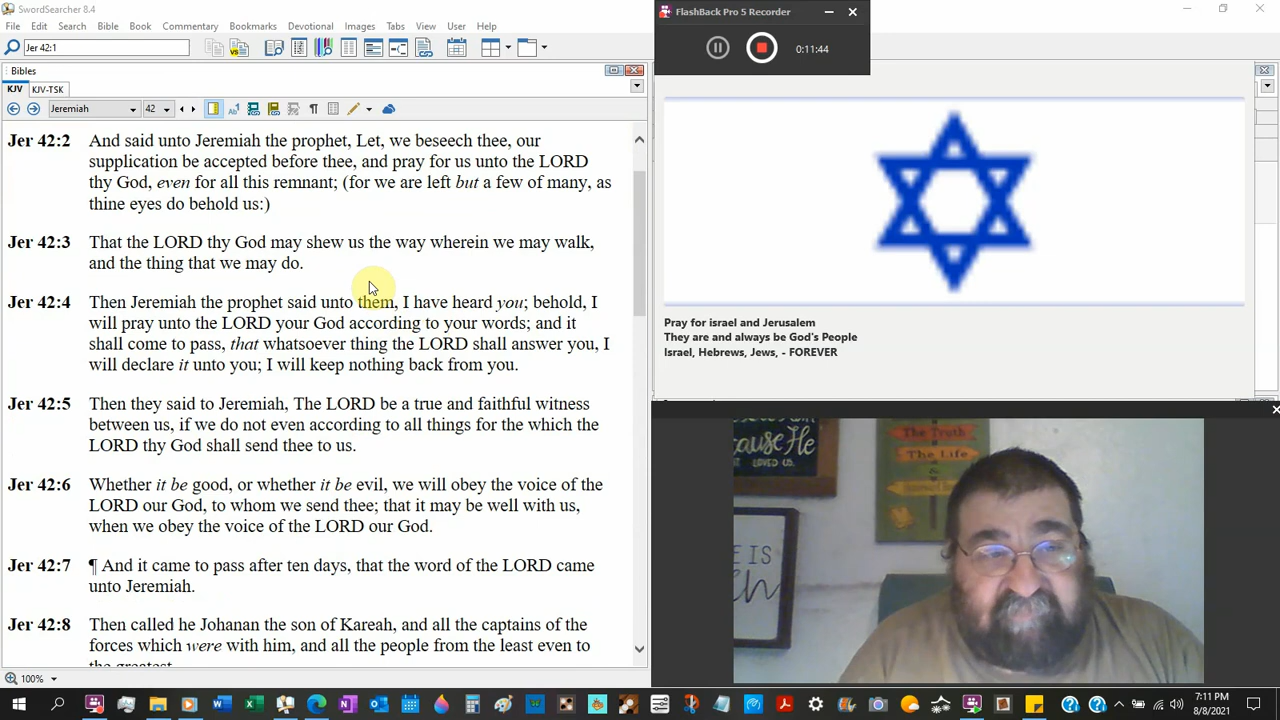 SwordSearcher 8.4
File Edit Search Bible Book Commentary Bookmarks Devotional Images Tabs View User Help
Jer 42:1
Bibles
KJV KJV-TSK
Jeremiah 42
Jer 42:2 And said unto Jeremiah the prophet, Let, we beseech thee, our
supplication be accepted before thee, and pray for us unto the LORD
thy God, even for all this remnant; (for we are left but a few of many, as
thine eyes do behold us:)
Jer 42:3 That the LORD thy God may shew us the way wherein we may walk,
and the thing that we may do.
Jer 42:4 Then Jeremiah the prophet said unto them, I have heard you; behold, I
will pray unto the LORD your God according to your words; and it
shall come to pass, that whatsoever thing the LORD shall answer you, I
will declare it unto you; I will keep nothing back from you.
Jer 42:5 Then they said to Jeremiah, The LORD be a true and faithful witness
between us, if we do not even according to all things for the which the
LORD thy God shall send thee to us.
Jer 42:6 Whether it be good, or whether it be evil, we will obey the voice of the
LORD our God, to whom we send thee; that it may be well with us,
when we obey the voice of the LORD our God.
Jer 42:7 ¶ And it came to pass after ten days, that the word of the LORD came
unto Jeremiah.
Jer 42:8 Then called he Johanan the son of Kareah, and all the captains of the
forces which were with him, and all the people from the least even to
the greatest
100%
FlashBack Pro 5 Recorder
0:11:44
Pray for israel and Jerusalem
They are and always be God's People
Israel, Hebrews, Jews, - FOREVER
cause He
LOVED US.
The Truth
The Life
&
7:11 PM
8/8/2021